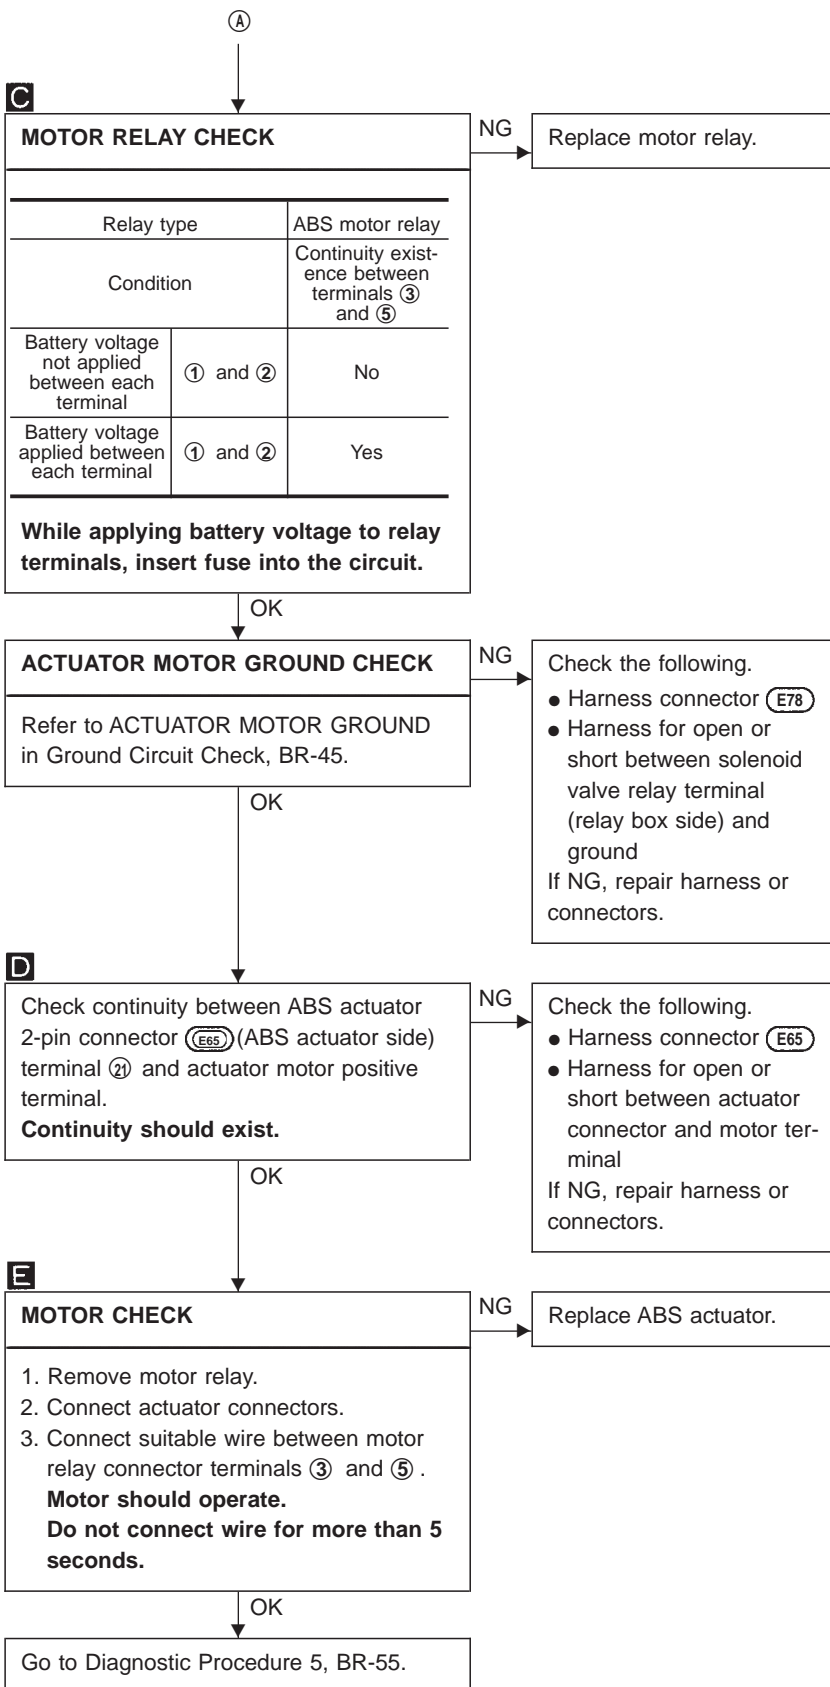 Ⓐ
C
MOTOR RELAY CHECK
NG
Replace motor relay.
Relay type
ABS motor relay
Condition
Continuity exist-
ence between
terminals ③
and ⑤
Battery voltage
not applied
between each
terminal
① and ②
No
Battery voltage
applied between
each terminal
① and ②
Yes
While applying battery voltage to relay
terminals, insert fuse into the circuit.
OK
ACTUATOR MOTOR GROUND CHECK
NG
Refer to ACTUATOR MOTOR GROUND
in Ground Circuit Check, BR-45.
Check the following.
● Harness connector E78
● Harness for open or
short between solenoid
valve relay terminal
(relay box side) and
ground
If NG, repair harness or
connectors.
OK
D
Check continuity between ABS actuator
2-pin connector E65 (ABS actuator side)
terminal ㉑ and actuator motor positive
terminal.
Continuity should exist.
NG
Check the following.
● Harness connector E65
● Harness for open or
short between actuator
connector and motor ter-
minal
If NG, repair harness or
connectors.
OK
E
MOTOR CHECK
NG
Replace ABS actuator.
1. Remove motor relay.
2. Connect actuator connectors.
3. Connect suitable wire between motor
relay connector terminals ③ and ⑤ .
Motor should operate.
Do not connect wire for more than 5
seconds.
OK
Go to Diagnostic Procedure 5, BR-55.